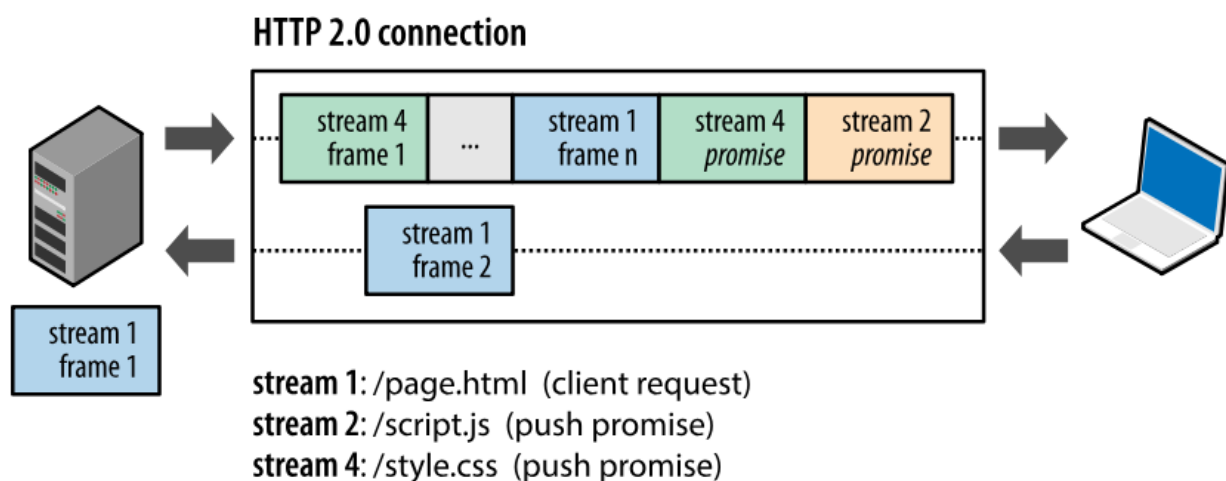 HTTP 2.0 connection
stream 4
frame 1
...
stream 1
frame n
stream 4
promise
stream 2
promise
stream 1
frame 2
stream 1
frame 1
stream 1: /page.html (client request)
stream 2: /script.js (push promise)
stream 4: /style.css (push promise)